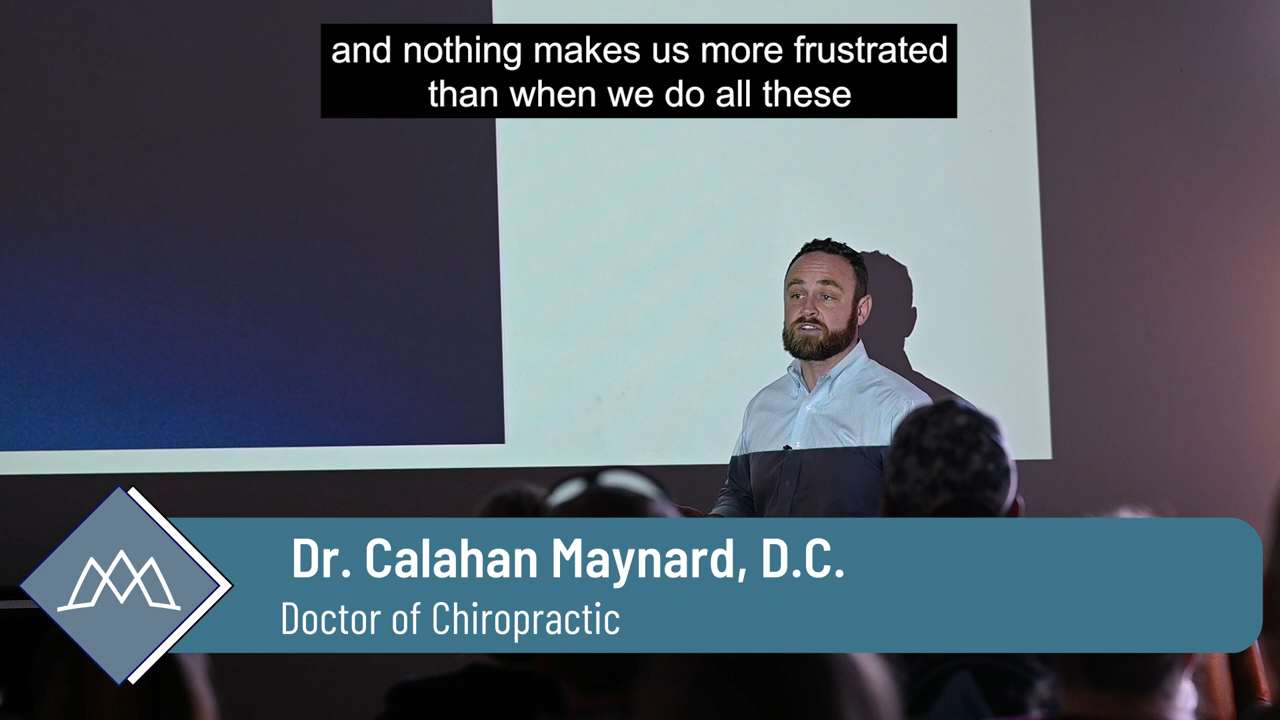 and nothing makes us more frustrated
than when we do all these
Dr. Calahan Maynard, D.C.
Doctor of Chiropractic